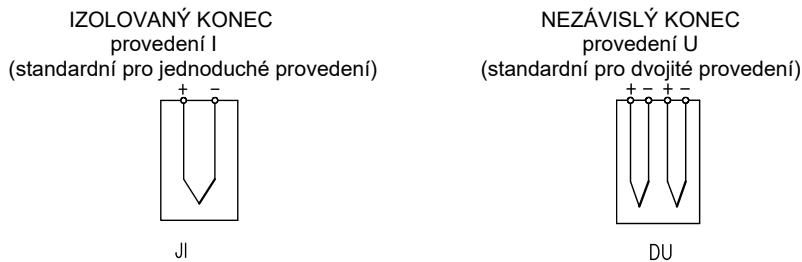 IZOLOVANÝ KONEC
provedení I
(standardní pro jednoduché provedení)
+ −
JI
NEZÁVISLÝ KONEC
provedení U
(standardní pro dvojité provedení)
+ − + −
DU